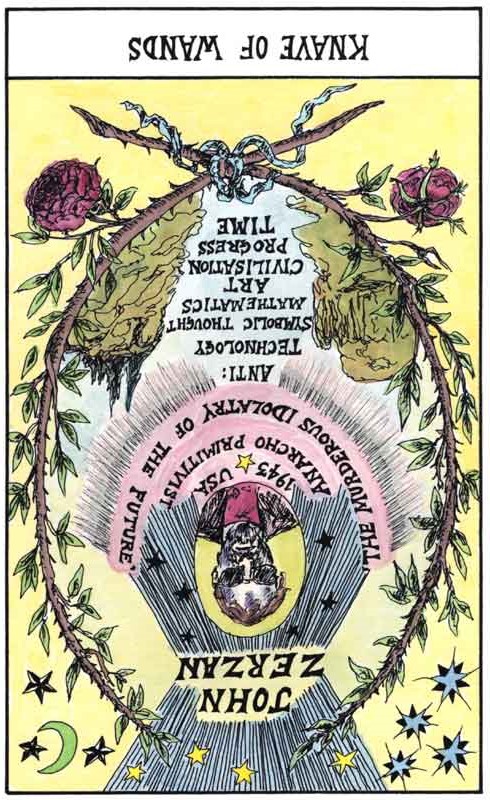 JOHN
ZERZAN
1943 USA
ANARCHO PRIMITIVIST
'THE MURDEROUS IDOLATRY OF THE FUTURE'
ANTI:
TECHNOLOGY
SYMBOLIC THOUGHT
MATHEMATICS
ART
CIVILISATION
PROGRESS
TIME
KNAVE OF WANDS